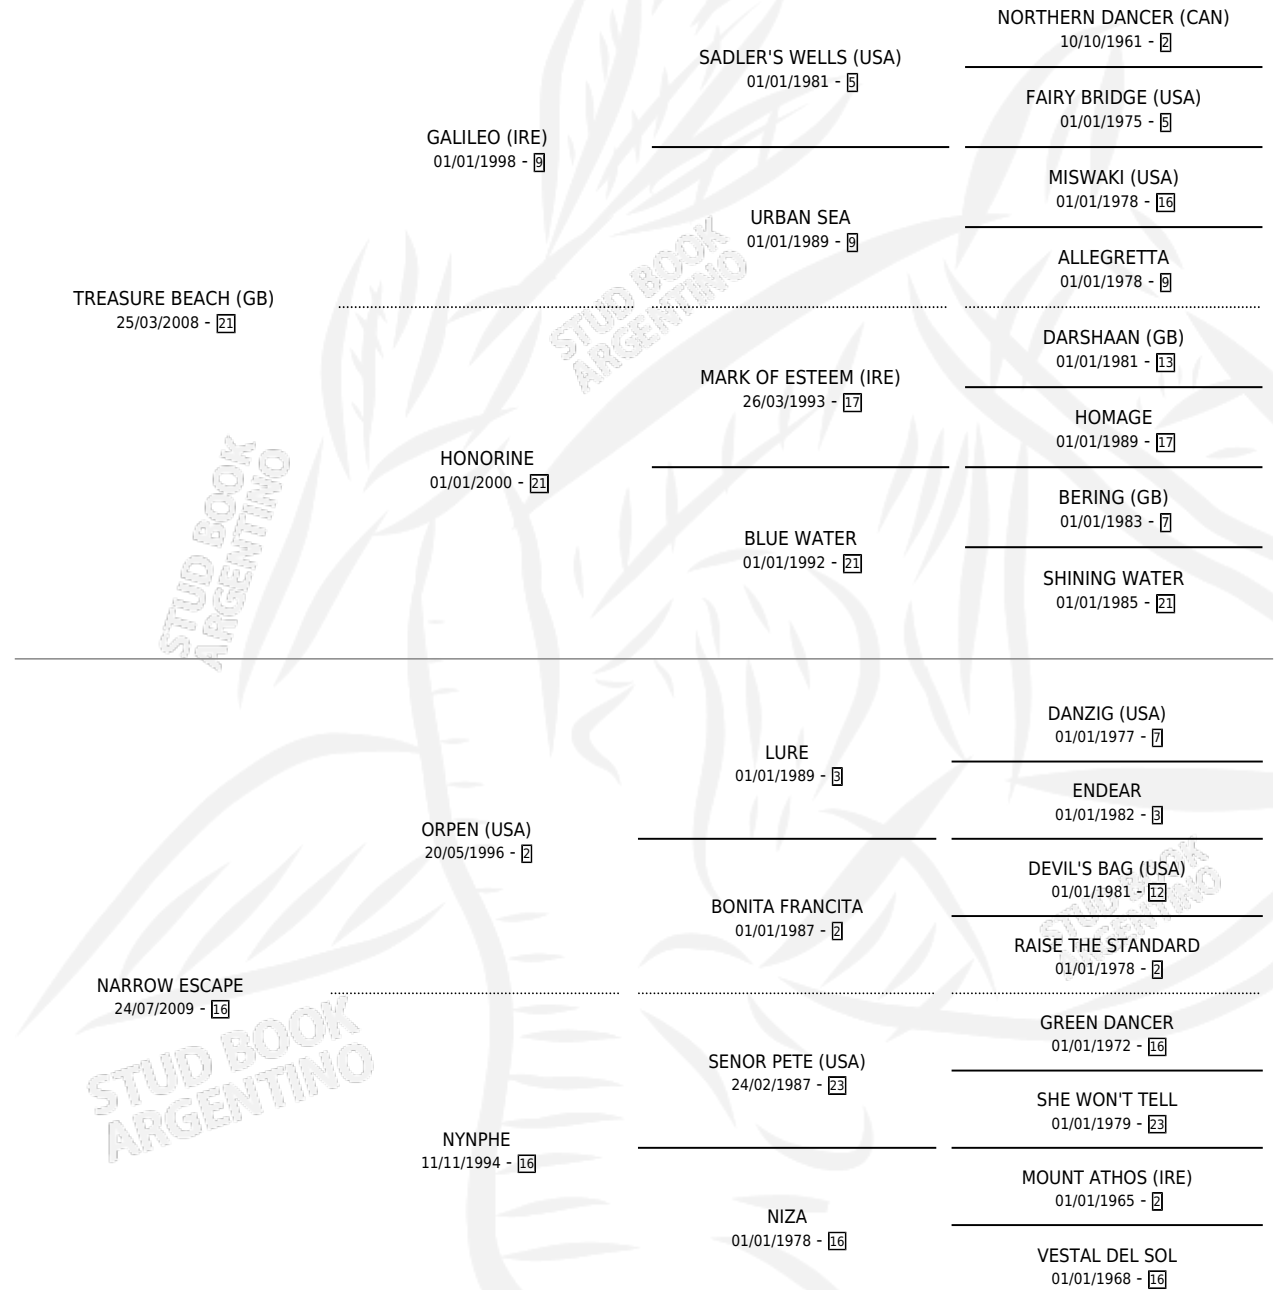 NORTHERN DANCER (CAN)
10/10/1961 - 2
SADLER'S WELLS (USA)
01/01/1981 - 5
FAIRY BRIDGE (USA)
01/01/1975 - 5
GALILEO (IRE)
01/01/1998 - 9
MISWAKI (USA)
01/01/1978 - 16
URBAN SEA
01/01/1989 - 9
ALLEGRETTA
01/01/1978 - 9
TREASURE BEACH (GB)
25/03/2008 - 21
STUD BOOK
ARGENTINO
DARSHAAN (GB)
01/01/1981 - 13
MARK OF ESTEEM (IRE)
26/03/1993 - 17
HOMAGE
01/01/1989 - 17
HONORINE
01/01/2000 - 21
BERING (GB)
01/01/1983 - 7
BLUE WATER
01/01/1992 - 21
SHINING WATER
01/01/1985 - 21
STUD BOOK
ARGENTINO
DANZIG (USA)
01/01/1977 - 7
LURE
01/01/1989 - 3
ENDEAR
01/01/1982 - 3
ORPEN (USA)
20/05/1996 - 2
DEVIL'S BAG (USA)
01/01/1981 - 12
BONITA FRANCITA
01/01/1987 - 2
RAISE THE STANDARD
01/01/1978 - 2
STUD BOOK
ARGENTINO
NARROW ESCAPE
24/07/2009 - 16
GREEN DANCER
01/01/1972 - 16
SENOR PETE (USA)
24/02/1987 - 23
SHE WON'T TELL
01/01/1979 - 23
STUD BOOK
ARGENTINO
NYNPHE
11/11/1994 - 16
MOUNT ATHOS (IRE)
01/01/1965 - 2
NIZA
01/01/1978 - 16
VESTAL DEL SOL
01/01/1968 - 16